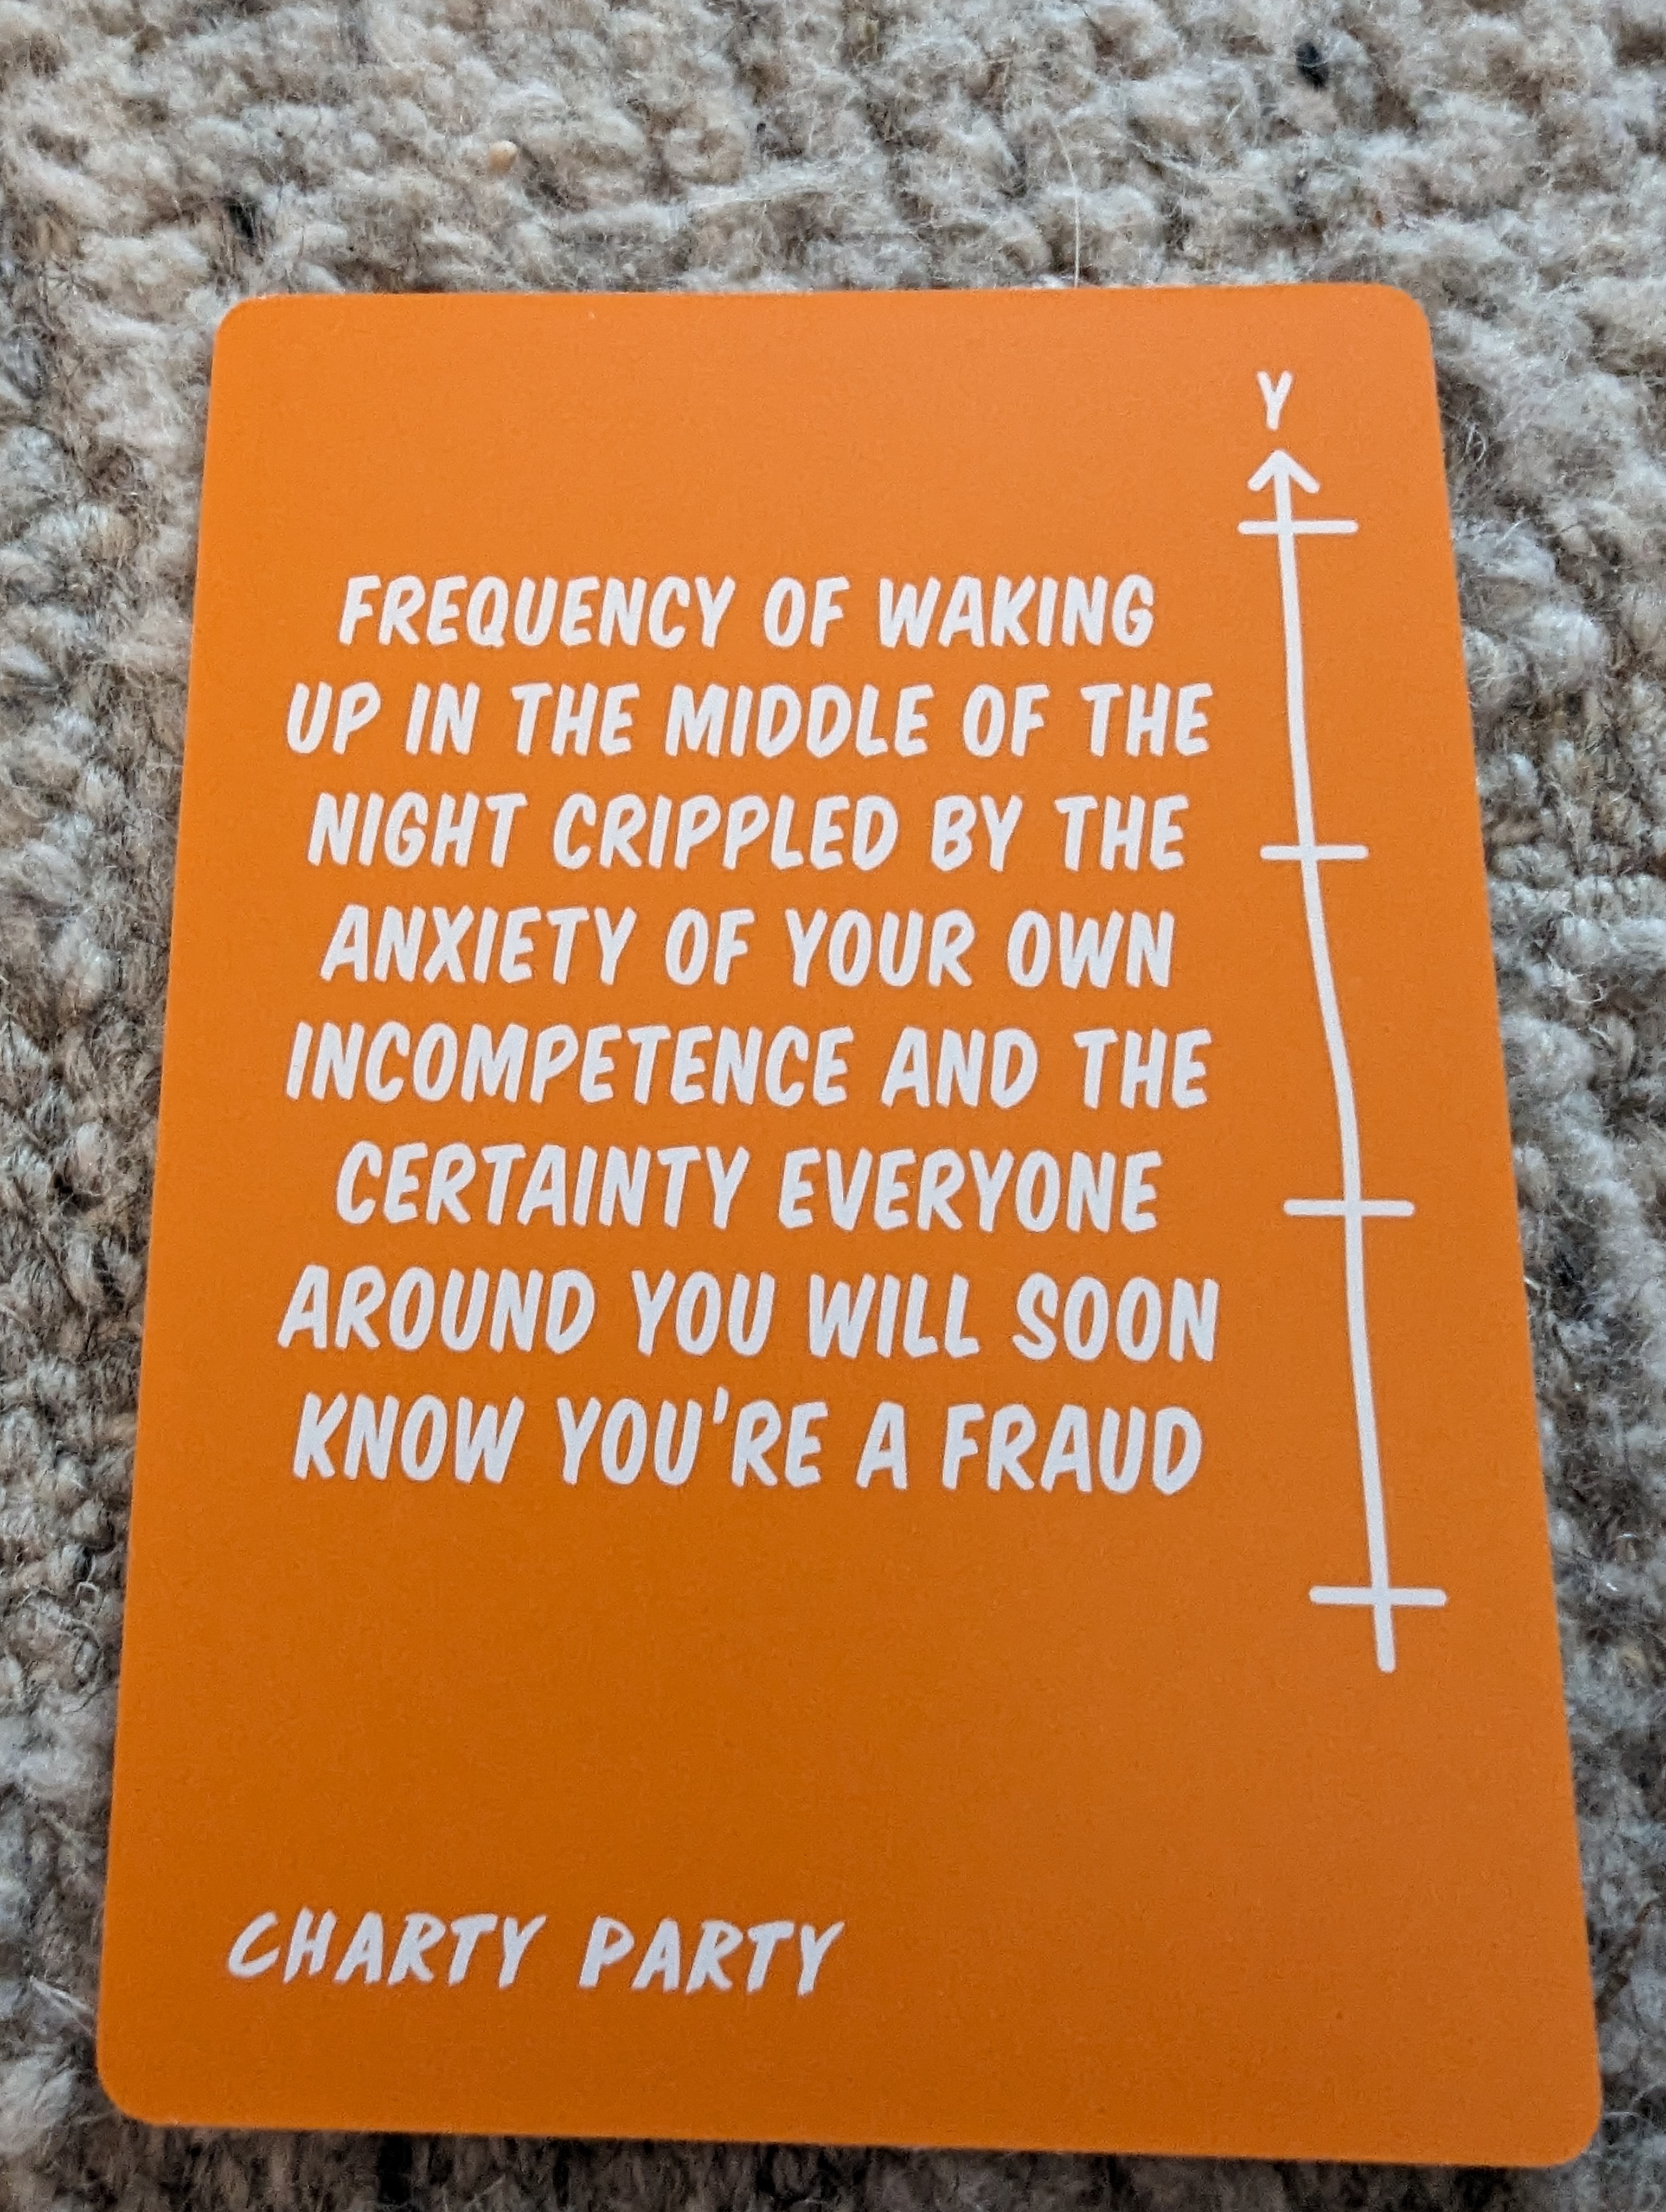 Y
FREQUENCY OF WAKING
UP IN THE MIDDLE OF THE
NIGHT CRIPPLED BY THE
ANXIETY OF YOUR OWN
INCOMPETENCE AND THE
CERTAINTY EVERYONE
AROUND YOU WILL SOON
KNOW YOU'RE A FRAUD
CHARTY PARTY